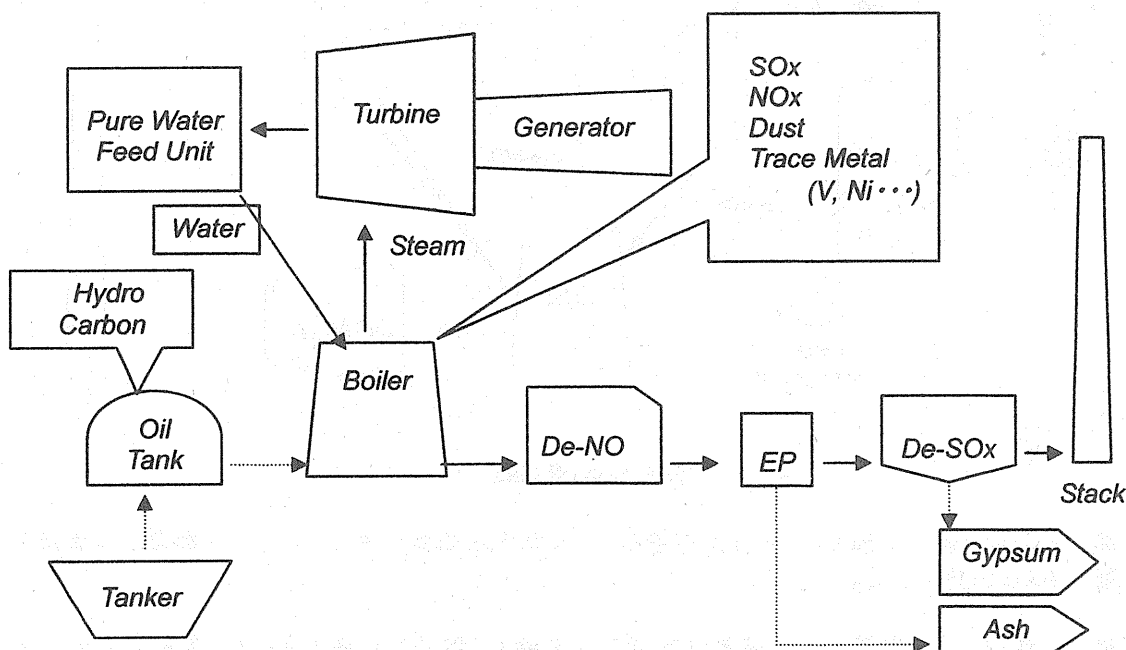 SOx
NOx
Dust
Trace Metal
(V, Ni・・・)
Turbine
Generator
Pure Water
Feed Unit
Water
Steam
Hydro
Carbon
Boiler
Oil
Tank
De-NO
EP
De-SOx
Stack
Gypsum
Tanker
Ash